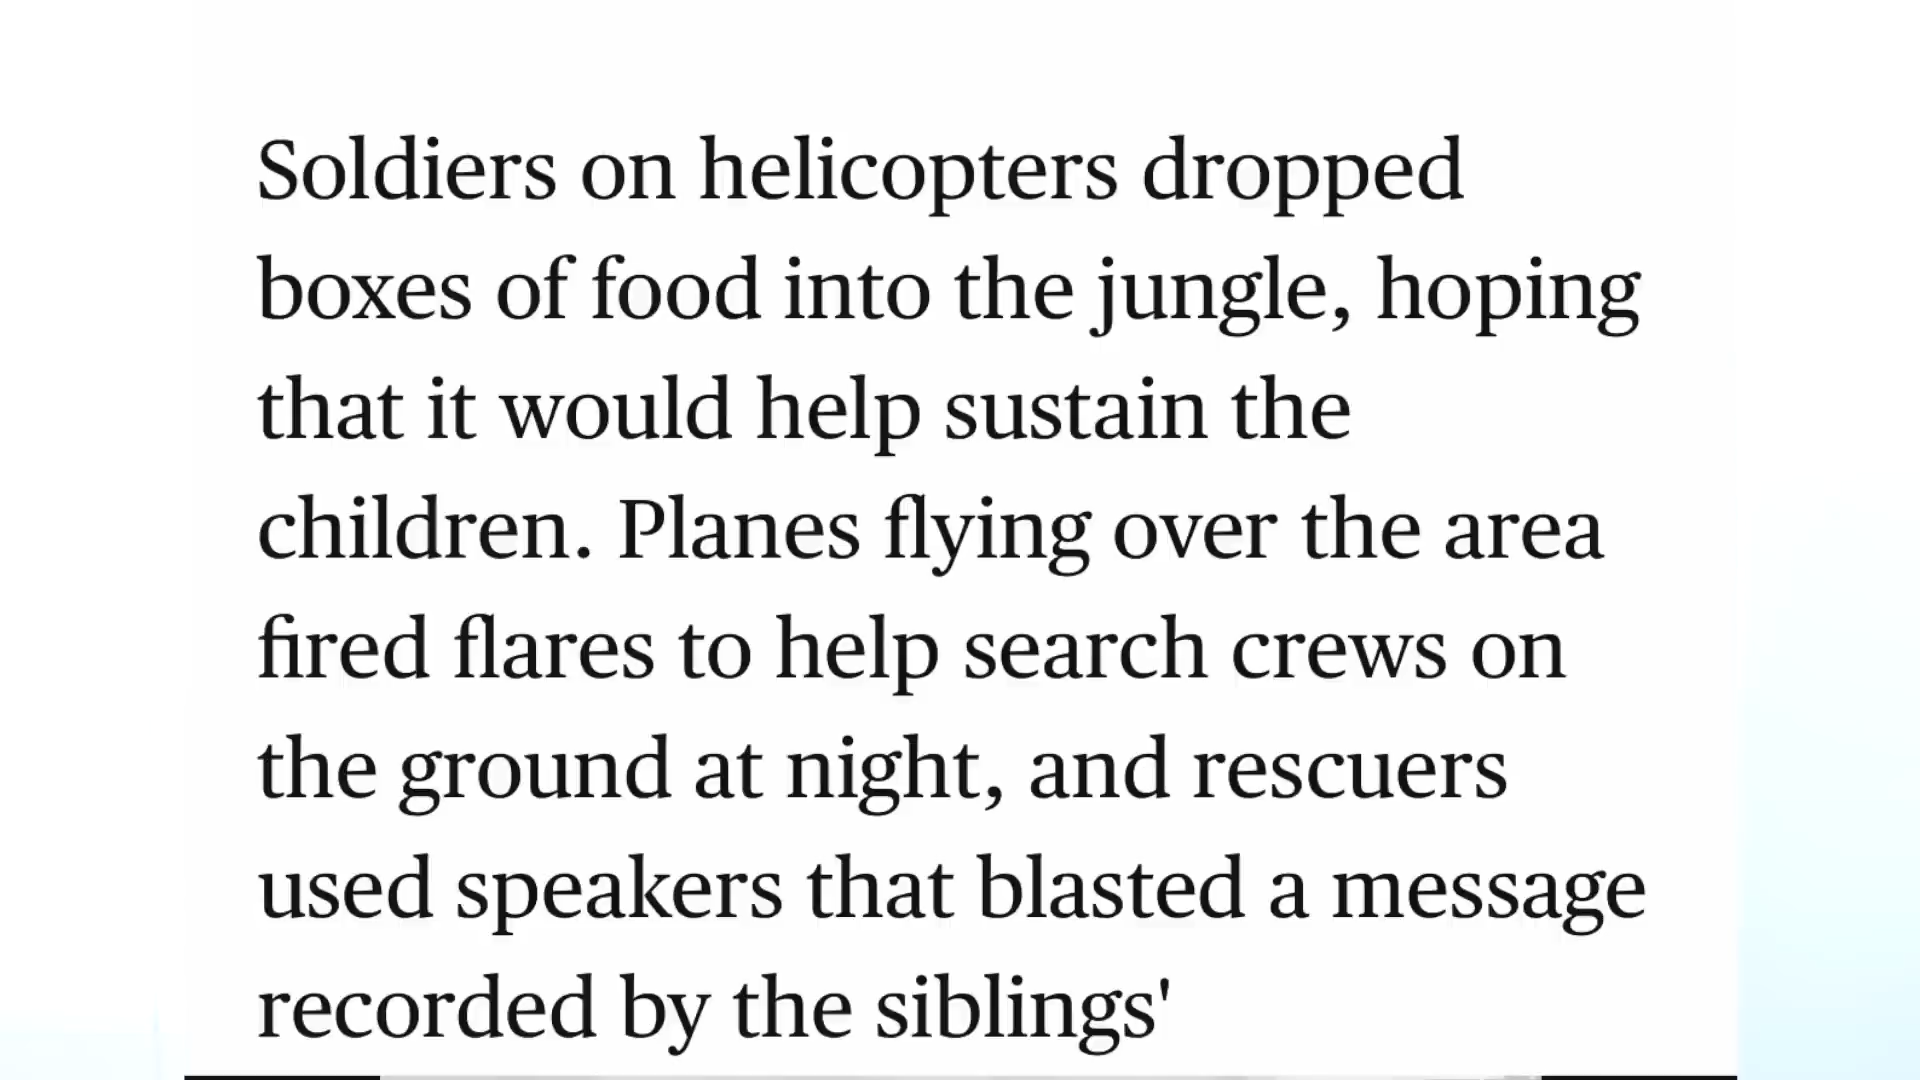 Soldiers on helicopters dropped
boxes of food into the jungle, hoping
that it would help sustain the
children. Planes flying over the area
fired flares to help search crews on
the ground at night, and rescuers
used speakers that blasted a message
recorded by the siblings'